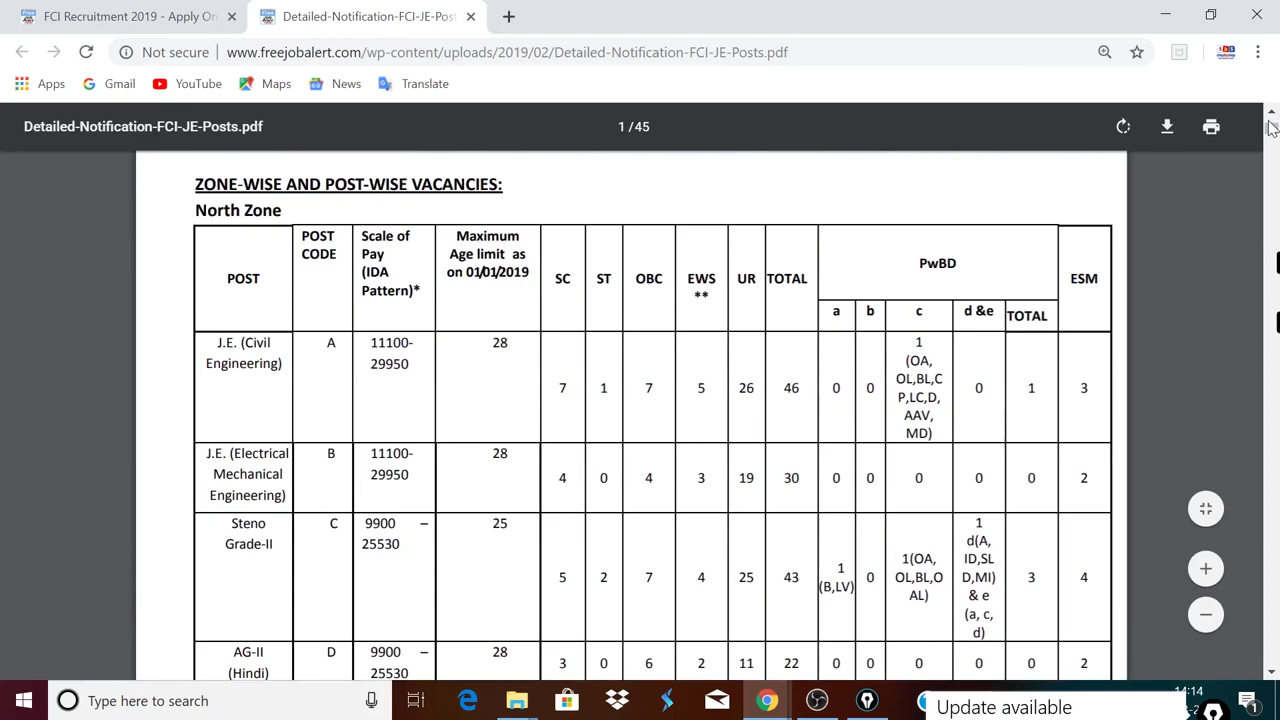 FCI Recruitment 2019 - Apply On
Detailed-Notification-FCI-JE-Post
Not secure
www.freejobalert.com/wp-content/uploads/2019/02/Detailed-Notification-FCI-JE-Posts.pdf
Apps Gmail YouTube Maps News Translate
Detailed-Notification-FCI-JE-Posts.pdf
1 / 45
ZONE-WISE AND POST-WISE VACANCIES:
North Zone
POST
POST
CODE
Scale of
Pay
(IDA
Pattern)*
Maximum
Age limit as
on 01/01/2019
SC
ST
OBC
EWS
**
UR
TOTAL
PwBD
a
b
c
d &e
TOTAL
ESM
J.E. (Civil
Engineering)
A
11100-
29950
28
7
1
7
5
26
46
0
0
1
(OA,
OL,BL,C
P,LC,D,
AAV,
MD)
0
1
3
J.E. (Electrical
Mechanical
Engineering)
B
11100-
29950
28
4
0
4
3
19
30
0
0
0
0
0
2
Steno
Grade-II
C
9900 –
25530
25
5
2
7
4
25
43
1
(B,LV)
0
1(OA,
OL,BL,O
AL)
1
d(A,
ID,SL
D,MI)
& e
(a, c,
d)
3
4
AG-II
(Hindi)
D
9900 –
25530
28
3
0
6
2
11
22
0
0
0
0
0
2
Type here to search
14:14
Update available
1